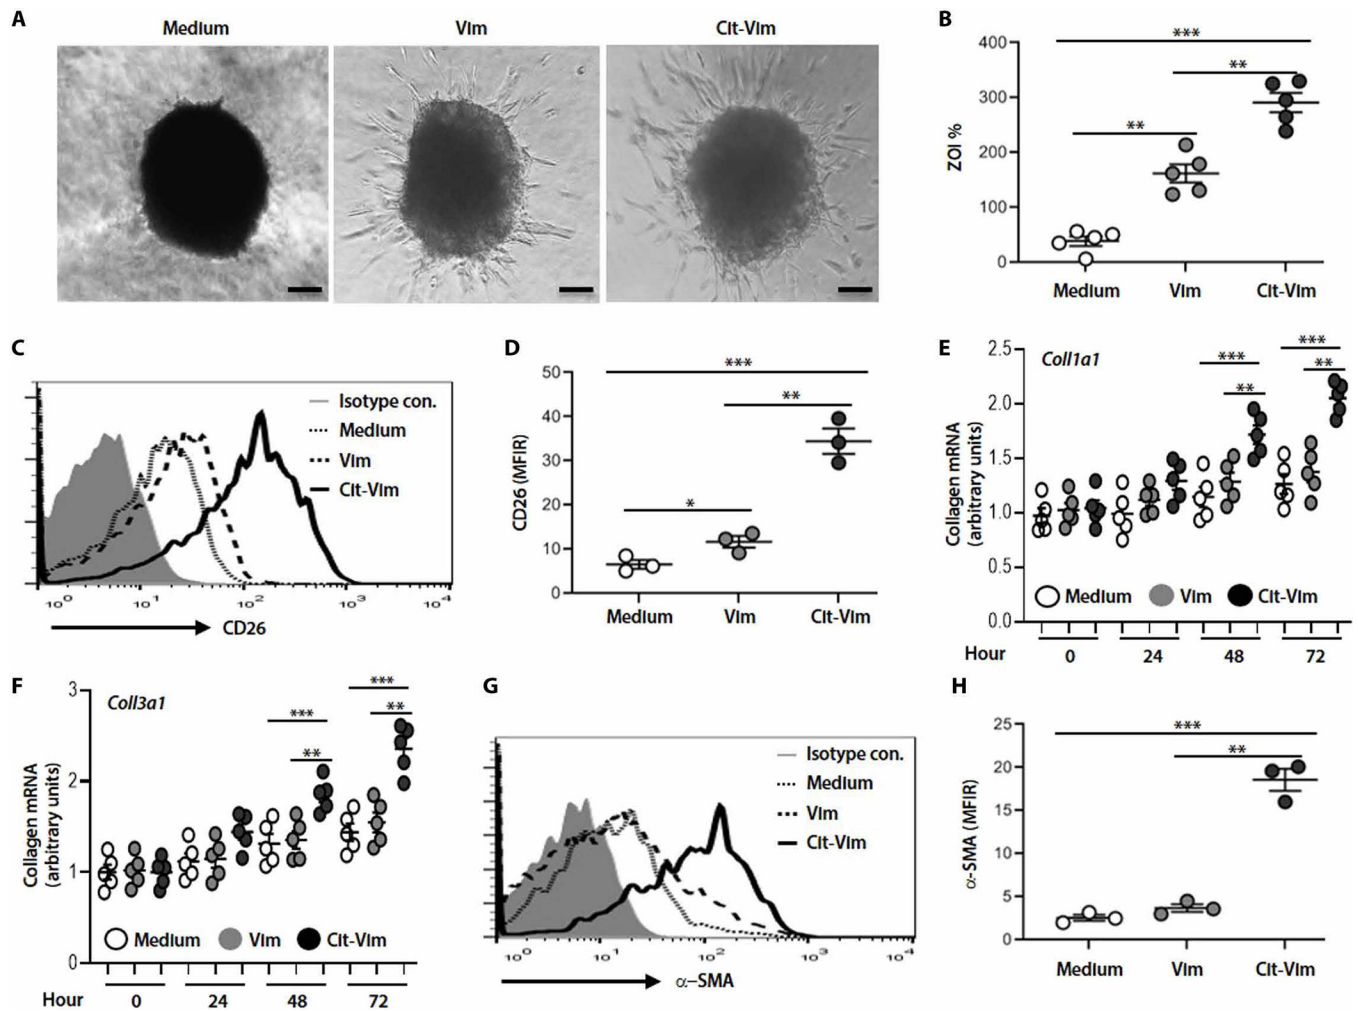 A
Medium
Vim
Cit-Vim
B
400
300
200
100
0
ZOI %
***
**
**
Medium
Vim
Cit-Vim
C
Isotype con.
Medium
Vim
Cit-Vim
10⁰
10¹
10²
10³
10⁴
CD26
D
50
40
30
20
10
0
CD26 (MFIR)
***
**
*
Medium
Vim
Cit-Vim
E
Coll1a1
2.5
2.0
1.5
1.0
0.5
0.0
Collagen mRNA
(arbitrary units)
***
**
***
**
Medium
Vim
Cit-Vim
Hour
0
24
48
72
F
Coll3a1
3
2
1
0
Collagen mRNA
(arbitrary units)
***
**
***
**
Medium
Vim
Cit-Vim
Hour
0
24
48
72
G
Isotype con.
Medium
Vim
Cit-Vim
10⁰
10¹
10²
10³
10⁴
α–SMA
H
25
20
15
10
5
0
α-SMA (MFIR)
***
**
Medium
Vim
Cit-Vim